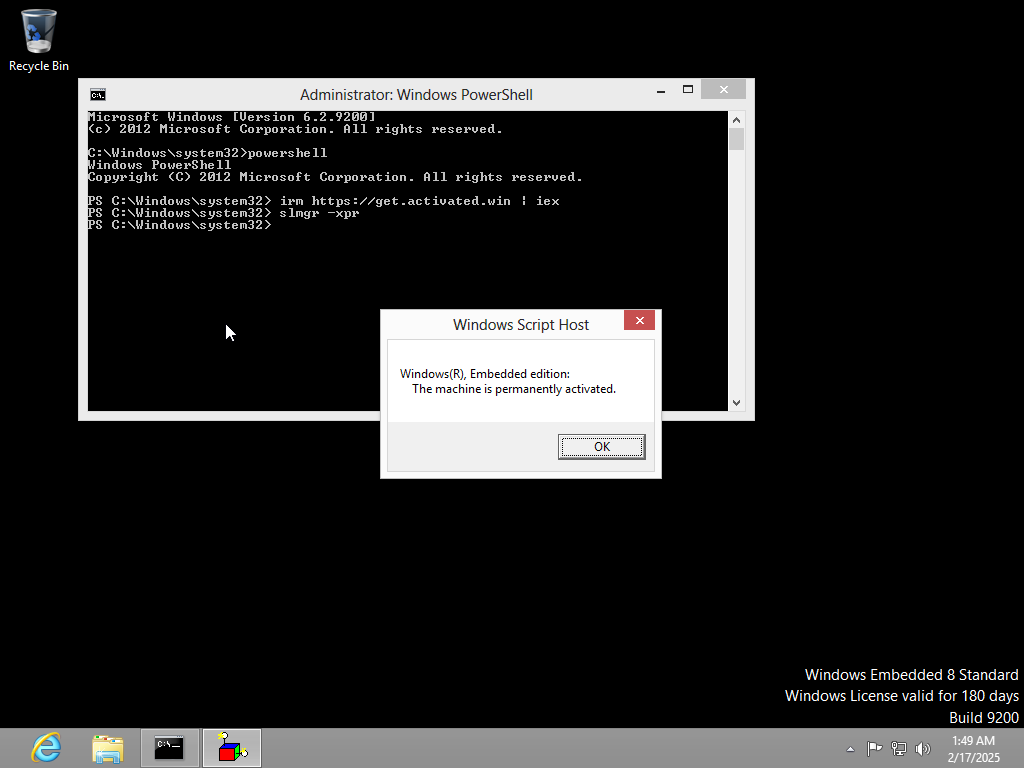 Recycle Bin
Administrator: Windows PowerShell
Microsoft Windows [Version 6.2.9200]
(c) 2012 Microsoft Corporation. All rights reserved.
C:\Windows\system32>powershell
Windows PowerShell
Copyright (C) 2012 Microsoft Corporation. All rights reserved.
PS C:\Windows\system32> irm https://get.activated.win | iex
PS C:\Windows\system32> slmgr -xpr
PS C:\Windows\system32>
Windows Script Host
Windows(R), Embedded edition:
The machine is permanently activated.
OK
Windows Embedded 8 Standard
Windows License valid for 180 days
Build 9200
1:49 AM
2/17/2025